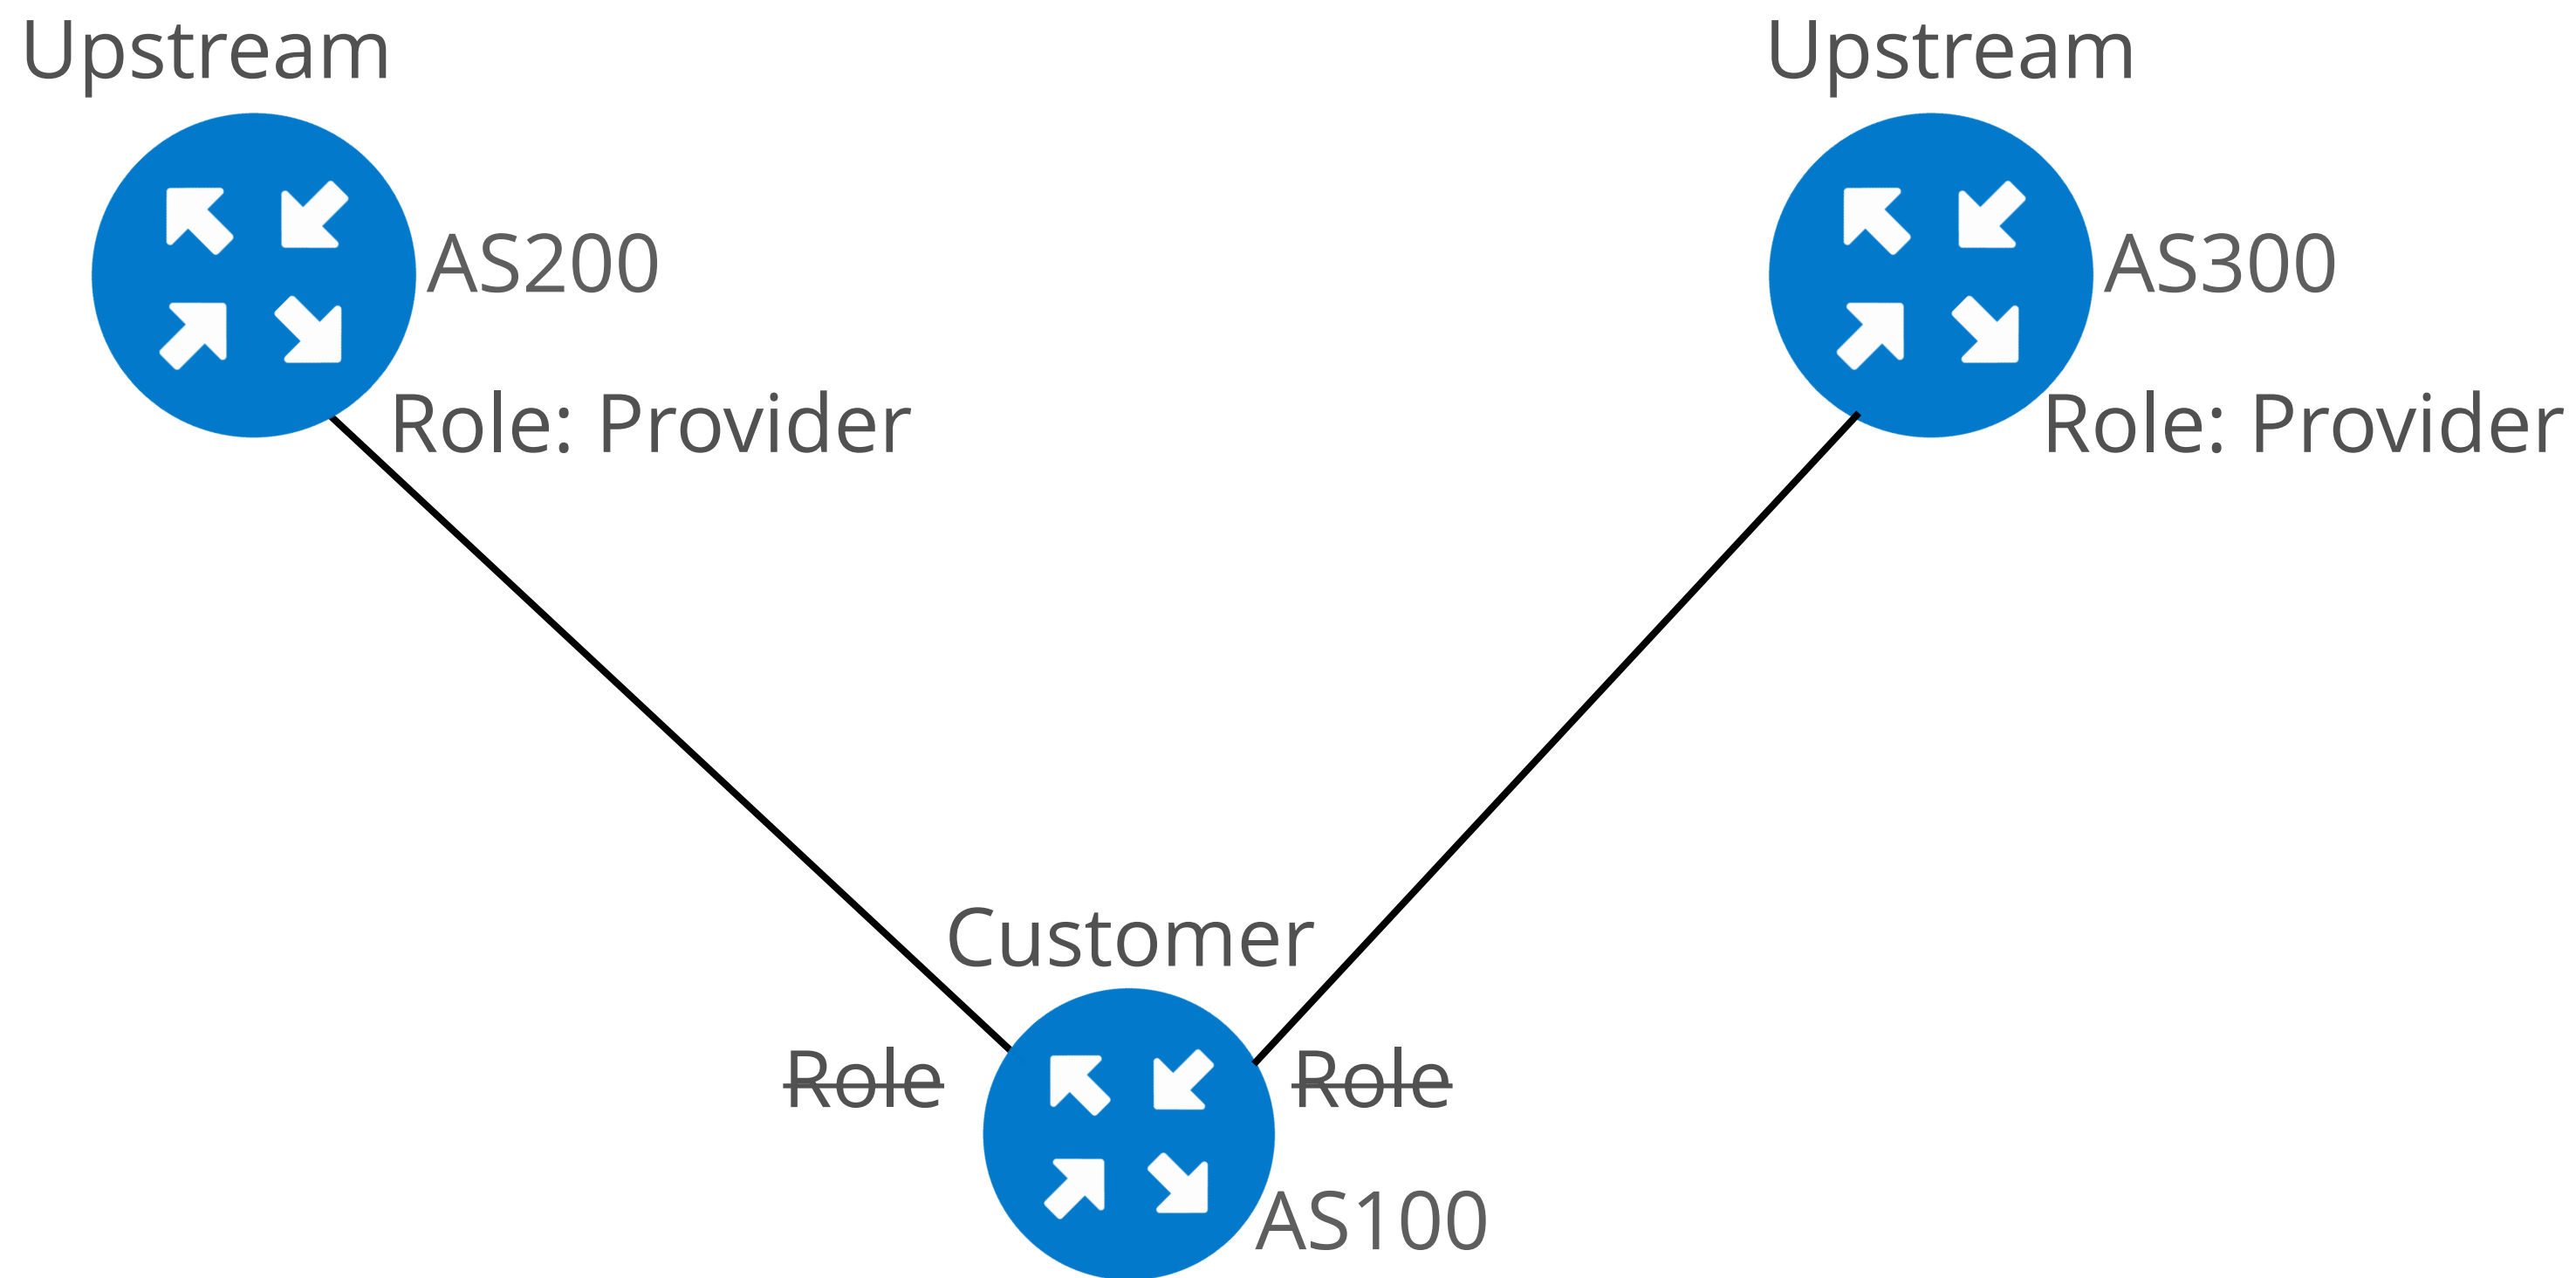 Upstream
Upstream
AS200
AS300
Role: Provider
Role: Provider
Customer
Role
Role
AS100